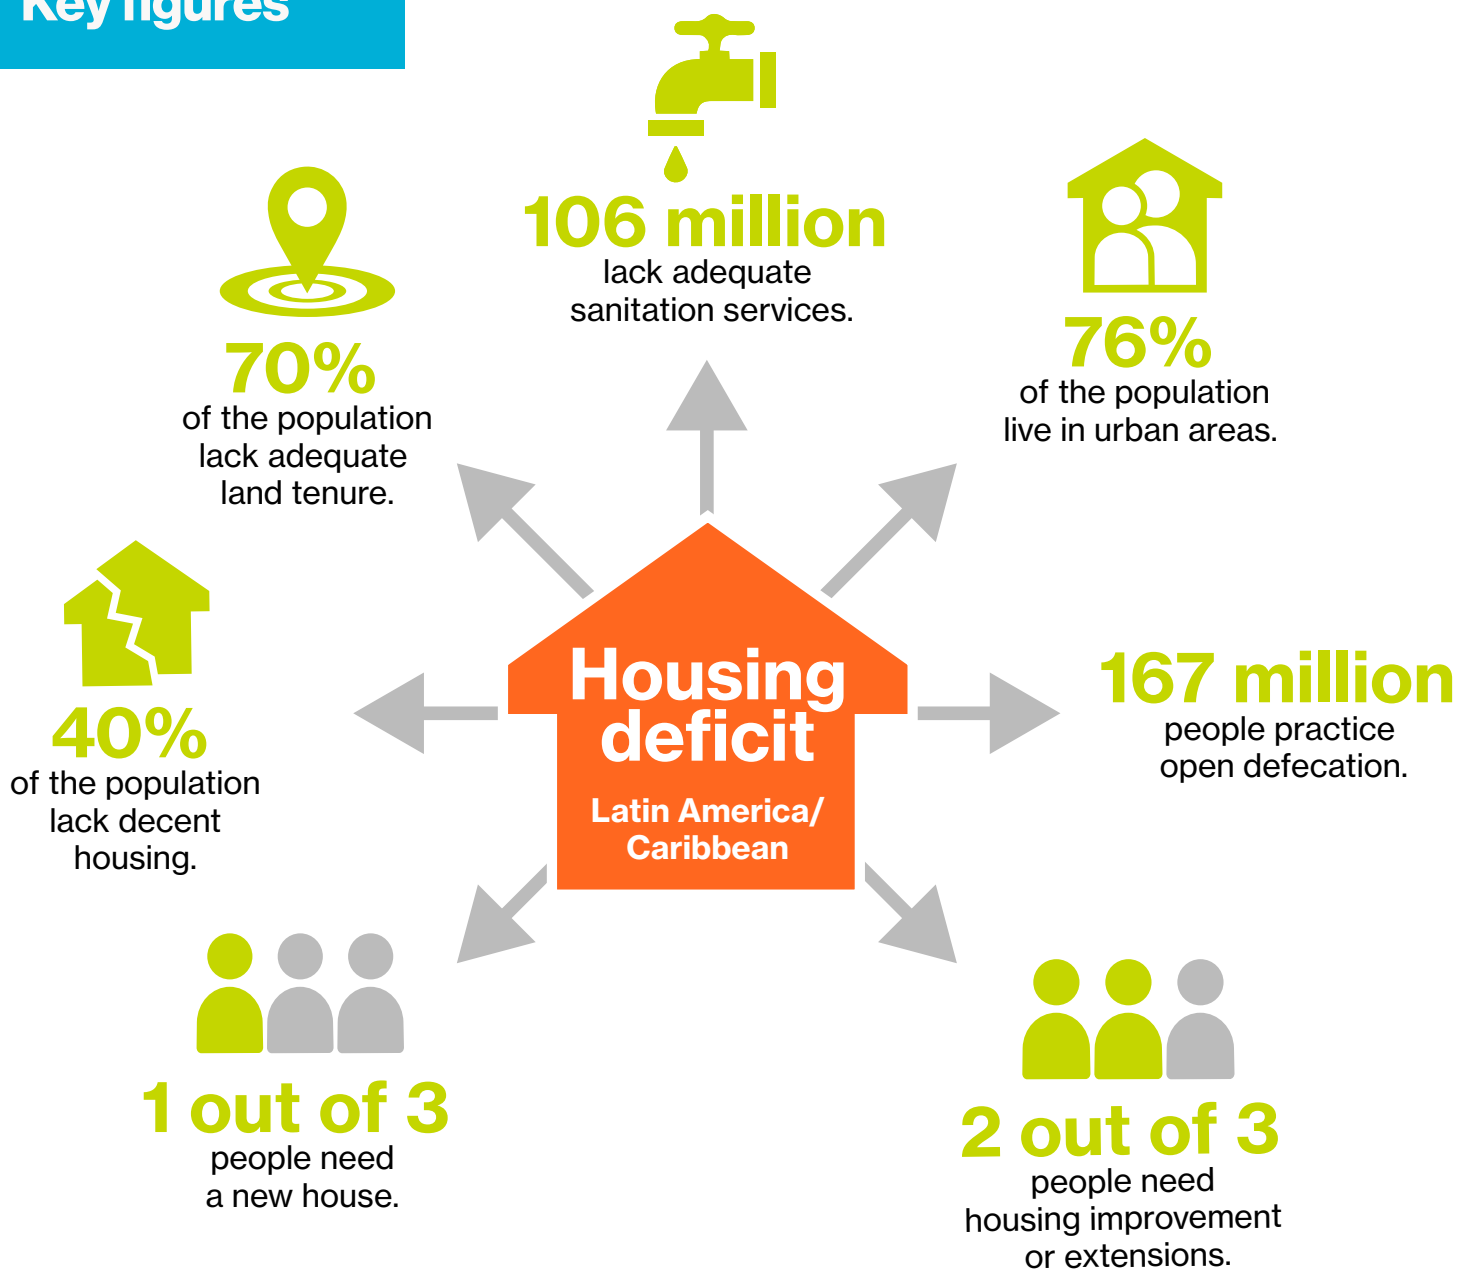 Key figures
106 million
lack adequate
sanitation services.
70%
of the population
lack adequate
land tenure.
76%
of the population
live in urban areas.
40%
of the population
lack decent
housing.
Housing
deficit
Latin America/
Caribbean
167 million
people practice
open defecation.
1 out of 3
people need
a new house.
2 out of 3
people need
housing improvement
or extensions.